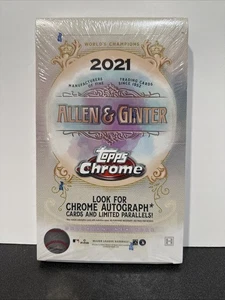 WORLD'S CHAMPIONS
2021
MANUFACTURERS OF FINE
TRADING CARDS SINCE 1952
ALLEN & GINTER
Topps
Chrome
LOOK FOR
CHROME AUTOGRAPH*
CARDS AND LIMITED PARALLELS!